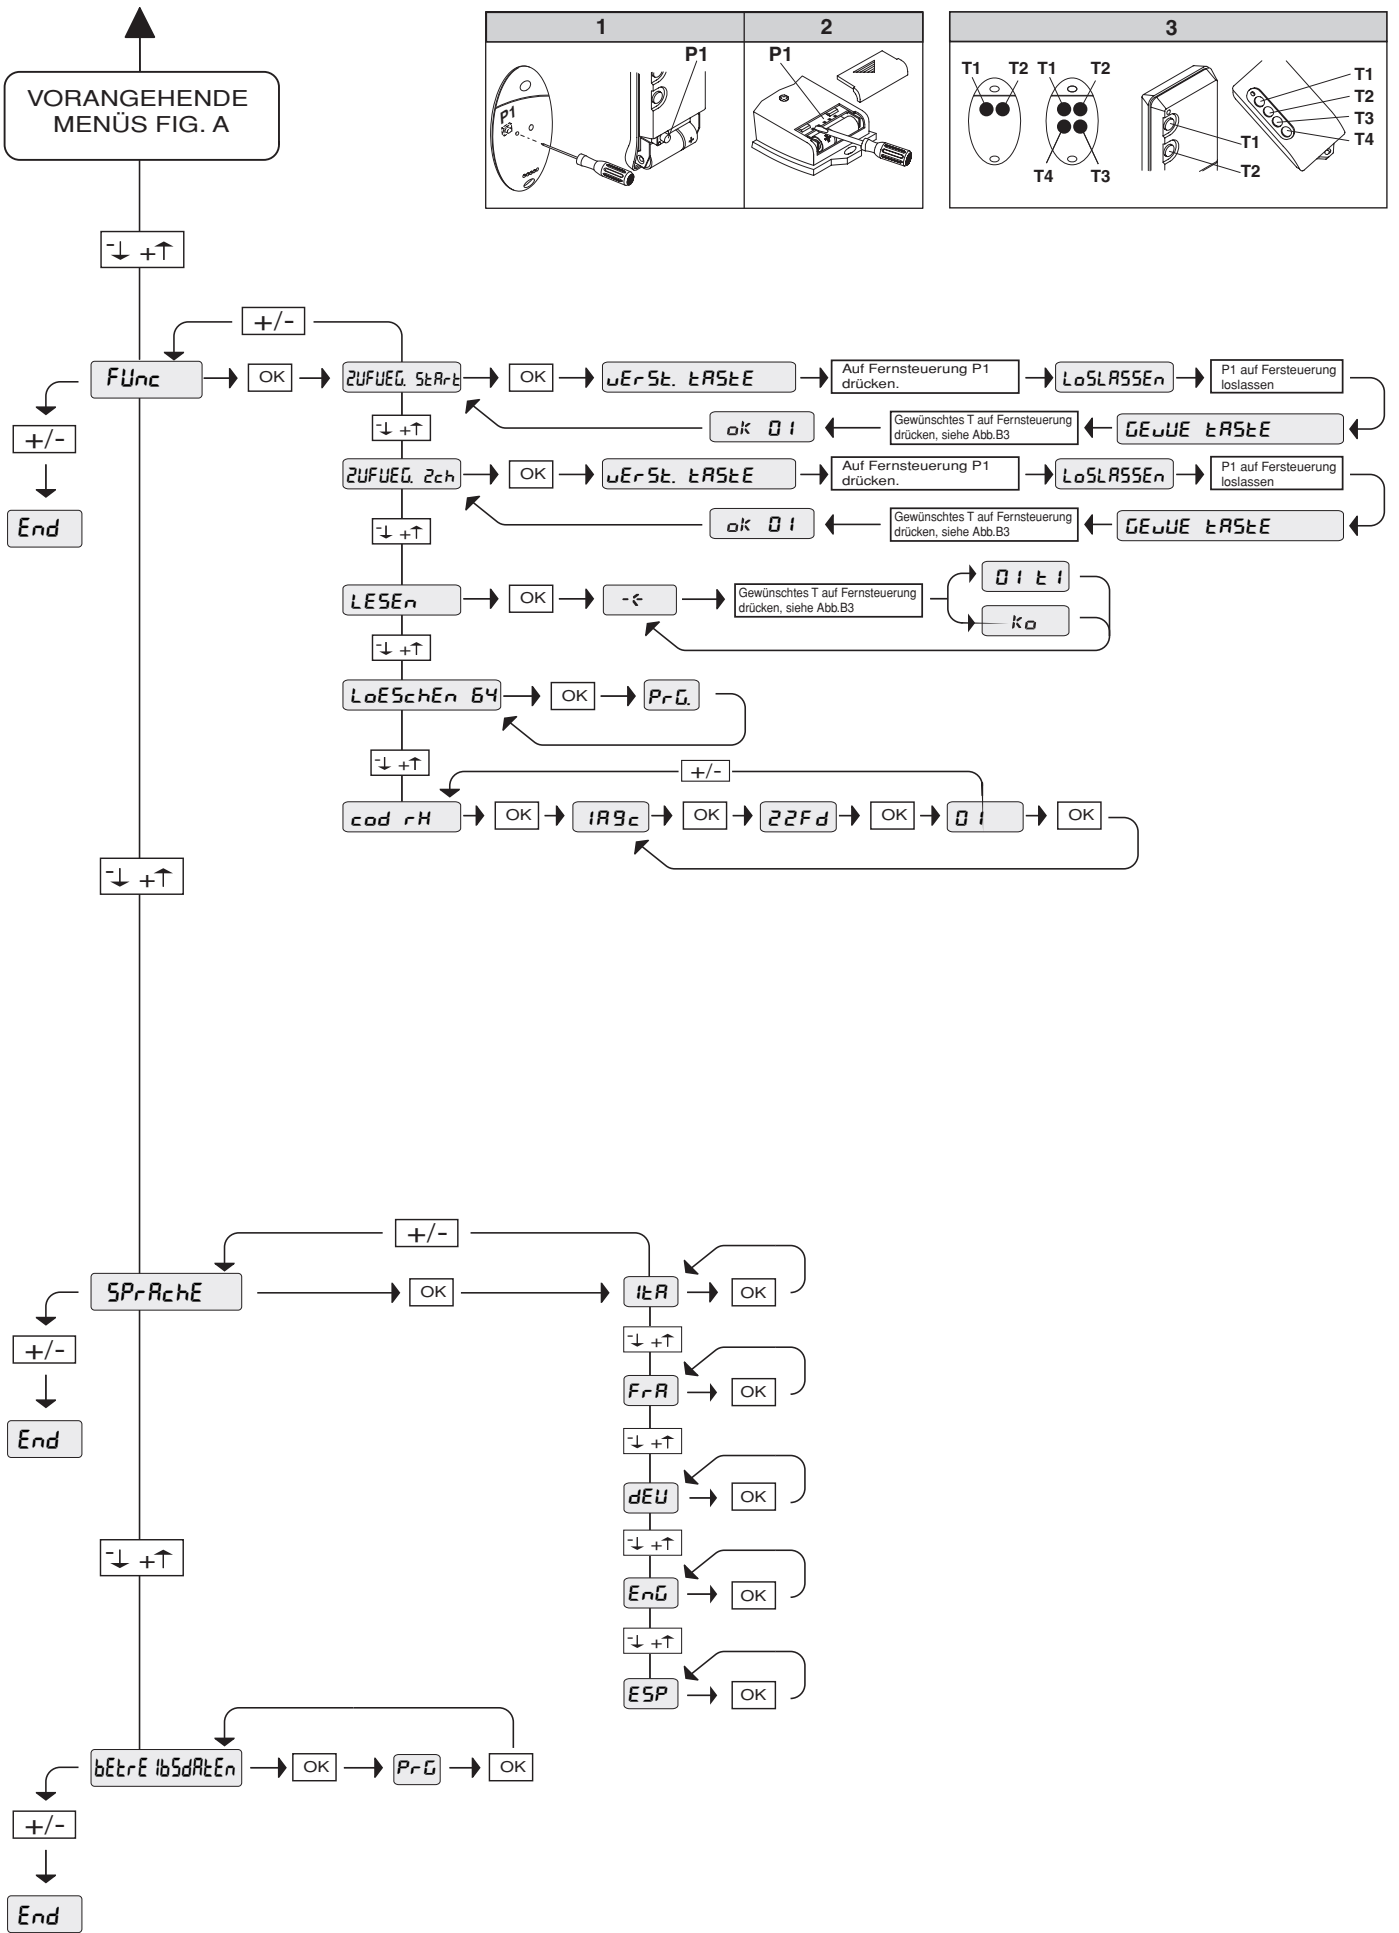 VORANGEHENDE
MENÜS FIG. A
1
2
3
P1
P1
P1
T1
T2
T1
T2
T4
T3
T1
T2
T1
T2
T3
T4
-↓ +↑
+/-
FUnc
OK
ZUFUEG. StArt
OK
vErSt. tAStE
Auf Fernsteuerung P1
drücken.
LoSLASSEn
P1 auf Fersteuerung
loslassen
+/-
-↓ +↑
oK 01
Gewünschtes T auf Fernsteuerung
drücken, siehe Abb.B3
GEwUE tAStE
End
ZUFUEG. 2ch
OK
vErSt. tAStE
Auf Fernsteuerung P1
drücken.
LoSLASSEn
P1 auf Fersteuerung
loslassen
-↓ +↑
oK 01
Gewünschtes T auf Fernsteuerung
drücken, siehe Abb.B3
GEwUE tAStE
LESEn
OK
Gewünschtes T auf Fernsteuerung
drücken, siehe Abb.B3
01 t1
Ko
-↓ +↑
LoESchEn 64
OK
PrG.
-↓ +↑
+/-
cod rH
OK
1A9c
OK
22Fd
OK
01
OK
-↓ +↑
+/-
SPrAchE
OK
ItA
OK
+/-
End
-↓ +↑
FrA
OK
-↓ +↑
dEU
OK
-↓ +↑
-↓ +↑
EnG
OK
-↓ +↑
ESP
OK
bEtrEIbSdAtEn
OK
PrG
OK
+/-
End